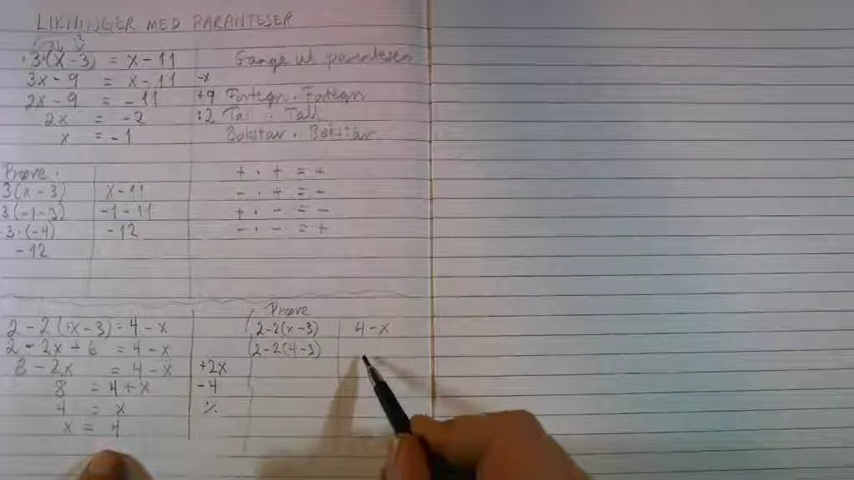 LIKNINGER MED PARANTESER
3·(x-3) = x-11
3x-9 = x-11 -x
2x-9 = -11 +9
2x = -2 :2
x = -1
Gange ut parentesen
Fortegn · Fortegn
Tall · Tall
Bokstav · Bokstav
+ · + = +
- · + = -
+ · - = -
- · - = +
Prøve:
3(x-3) x-11
3(-1-3) -1-11
3·(-4) -12
-12
2-2(x-3)=4-x
2-2x+6 = 4-x
8-2x = 4-x +2x
8 = 4+x -4
4 = x ٪
x = 4
Prøve
2-2(x-3) 4-x
2-2(4-3)